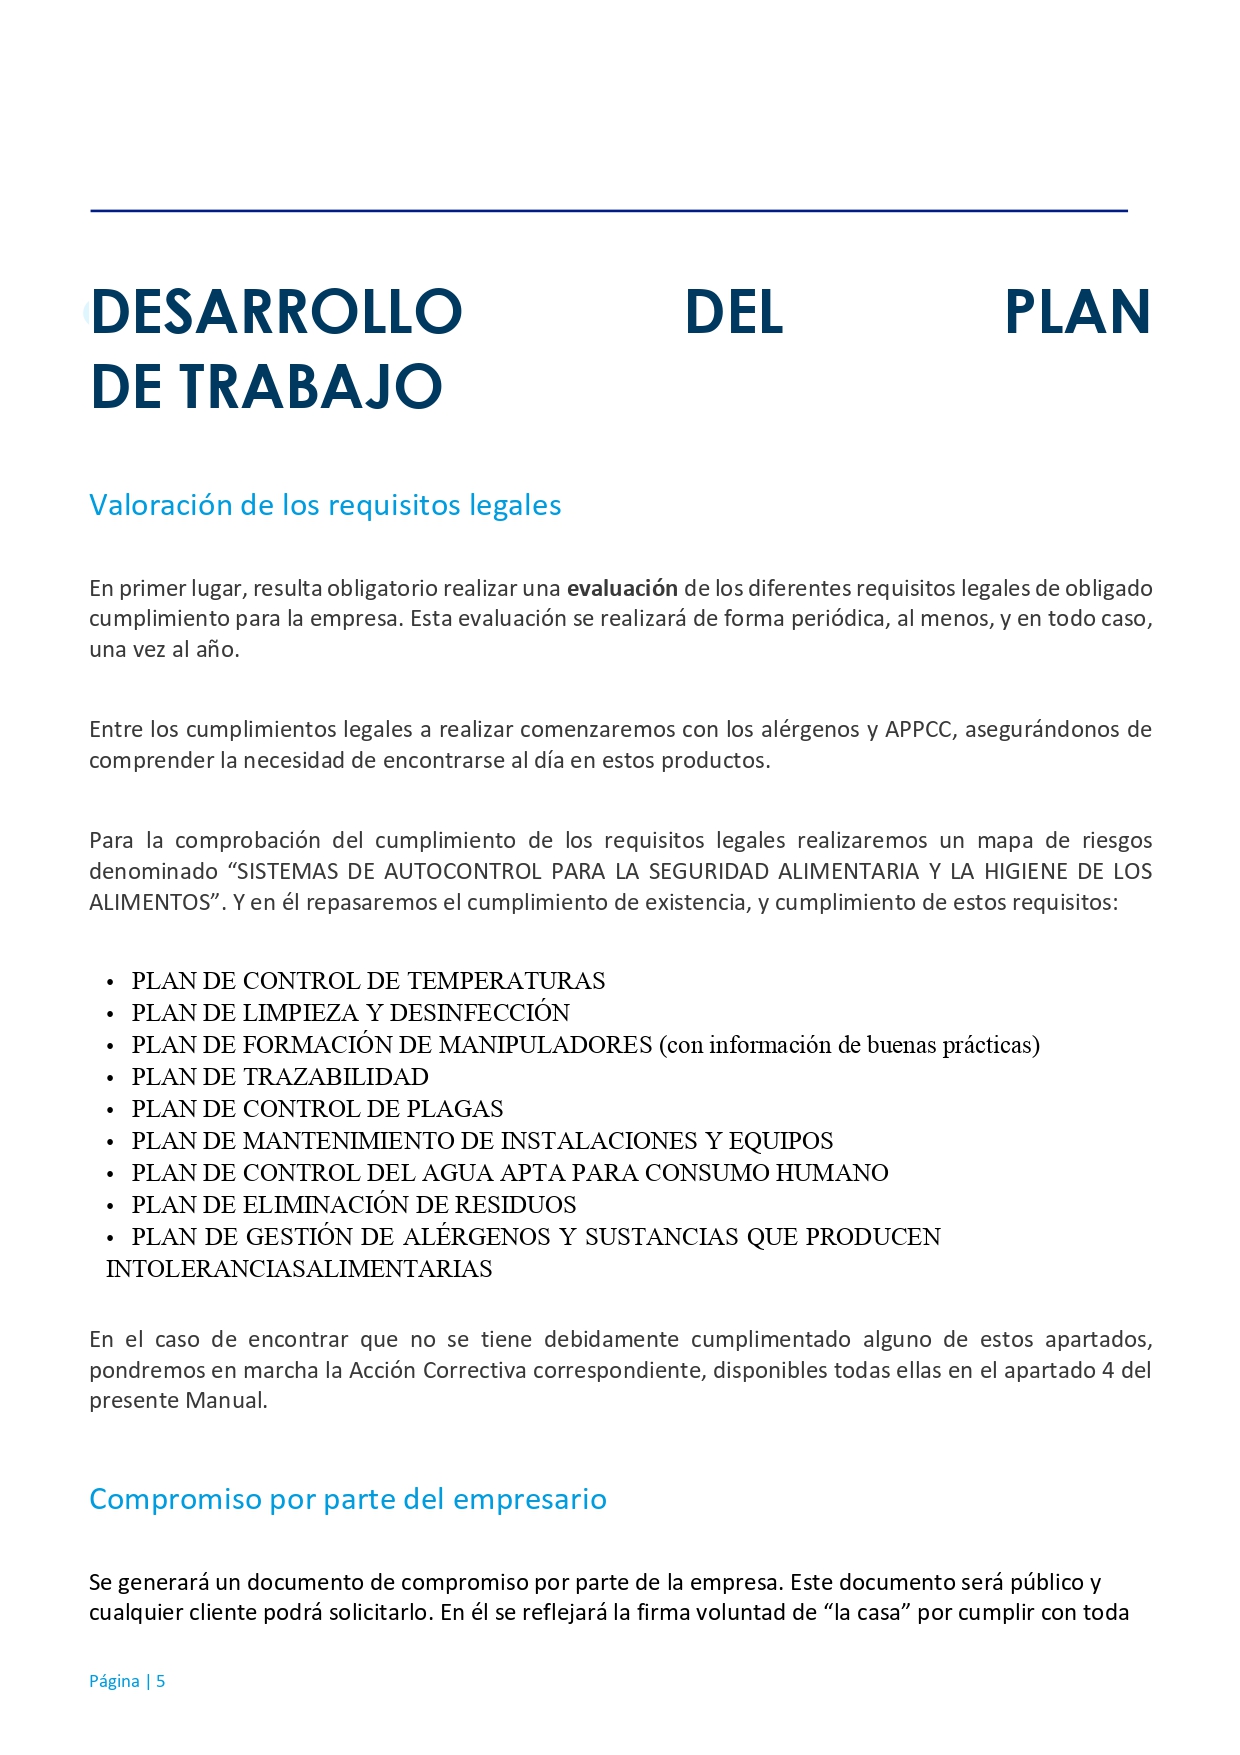 DESARROLLO DEL PLAN
DE TRABAJO
Valoración de los requisitos legales
En primer lugar, resulta obligatorio realizar una evaluación de los diferentes requisitos legales de obligado
cumplimiento para la empresa. Esta evaluación se realizará de forma periódica, al menos, y en todo caso,
una vez al año.
Entre los cumplimientos legales a realizar comenzaremos con los alérgenos y APPCC, asegurándonos de
comprender la necesidad de encontrarse al día en estos productos.
Para la comprobación del cumplimiento de los requisitos legales realizaremos un mapa de riesgos
denominado “SISTEMAS DE AUTOCONTROL PARA LA SEGURIDAD ALIMENTARIA Y LA HIGIENE DE LOS
ALIMENTOS”. Y en él repasaremos el cumplimiento de existencia, y cumplimiento de estos requisitos:
• PLAN DE CONTROL DE TEMPERATURAS
• PLAN DE LIMPIEZA Y DESINFECCIÓN
• PLAN DE FORMACIÓN DE MANIPULADORES (con información de buenas prácticas)
• PLAN DE TRAZABILIDAD
• PLAN DE CONTROL DE PLAGAS
• PLAN DE MANTENIMIENTO DE INSTALACIONES Y EQUIPOS
• PLAN DE CONTROL DEL AGUA APTA PARA CONSUMO HUMANO
• PLAN DE ELIMINACIÓN DE RESIDUOS
• PLAN DE GESTIÓN DE ALÉRGENOS Y SUSTANCIAS QUE PRODUCEN
INTOLERANCIASALIMENTARIAS
En el caso de encontrar que no se tiene debidamente cumplimentado alguno de estos apartados,
pondremos en marcha la Acción Correctiva correspondiente, disponibles todas ellas en el apartado 4 del
presente Manual.
Compromiso por parte del empresario
Se generará un documento de compromiso por parte de la empresa. Este documento será público y
cualquier cliente podrá solicitarlo. En él se reflejará la firma voluntad de “la casa” por cumplir con toda
Página | 5